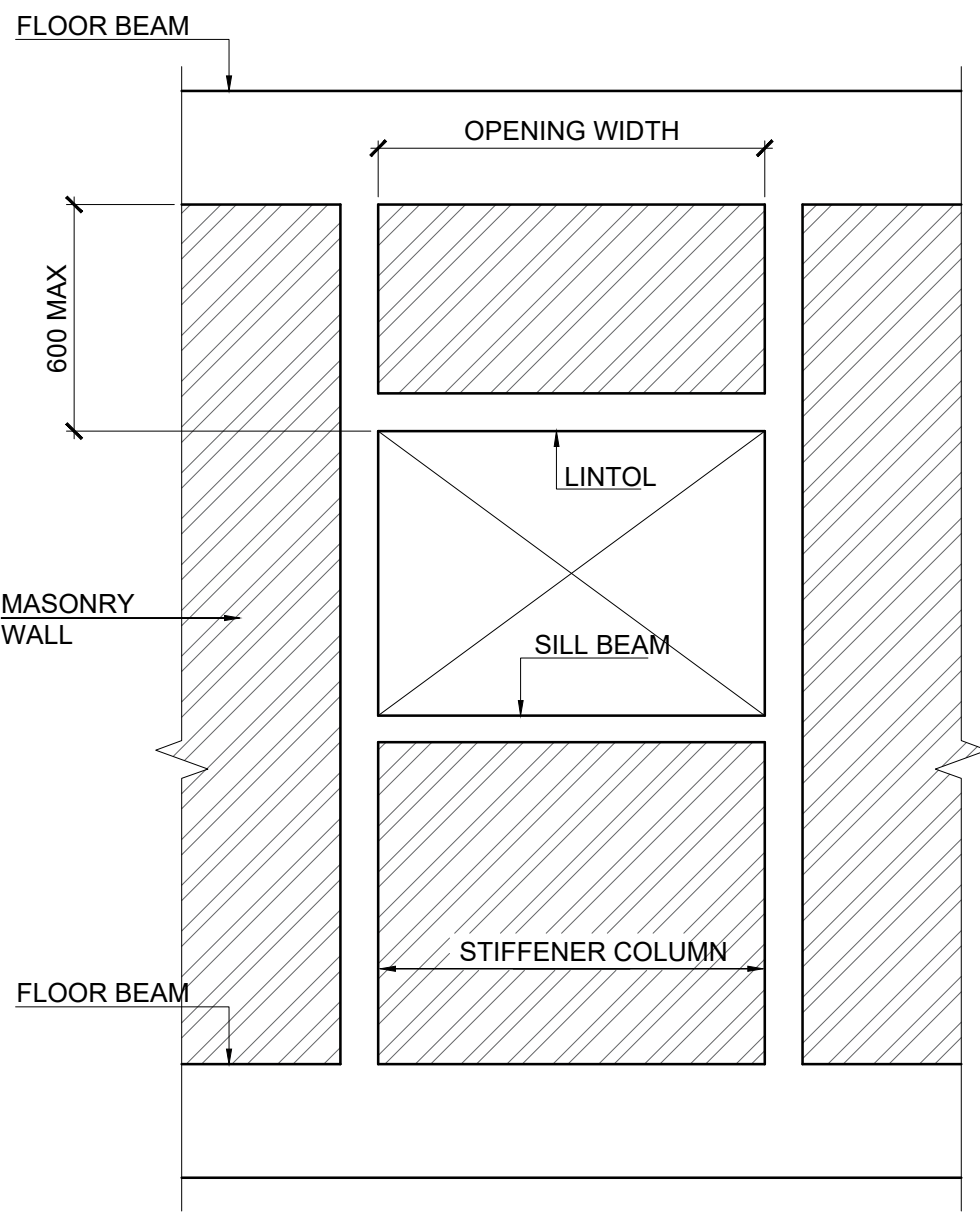 FLOOR BEAM
OPENING WIDTH
600 MAX
LINTOL
MASONRY
WALL
SILL BEAM
STIFFENER COLUMN
FLOOR BEAM